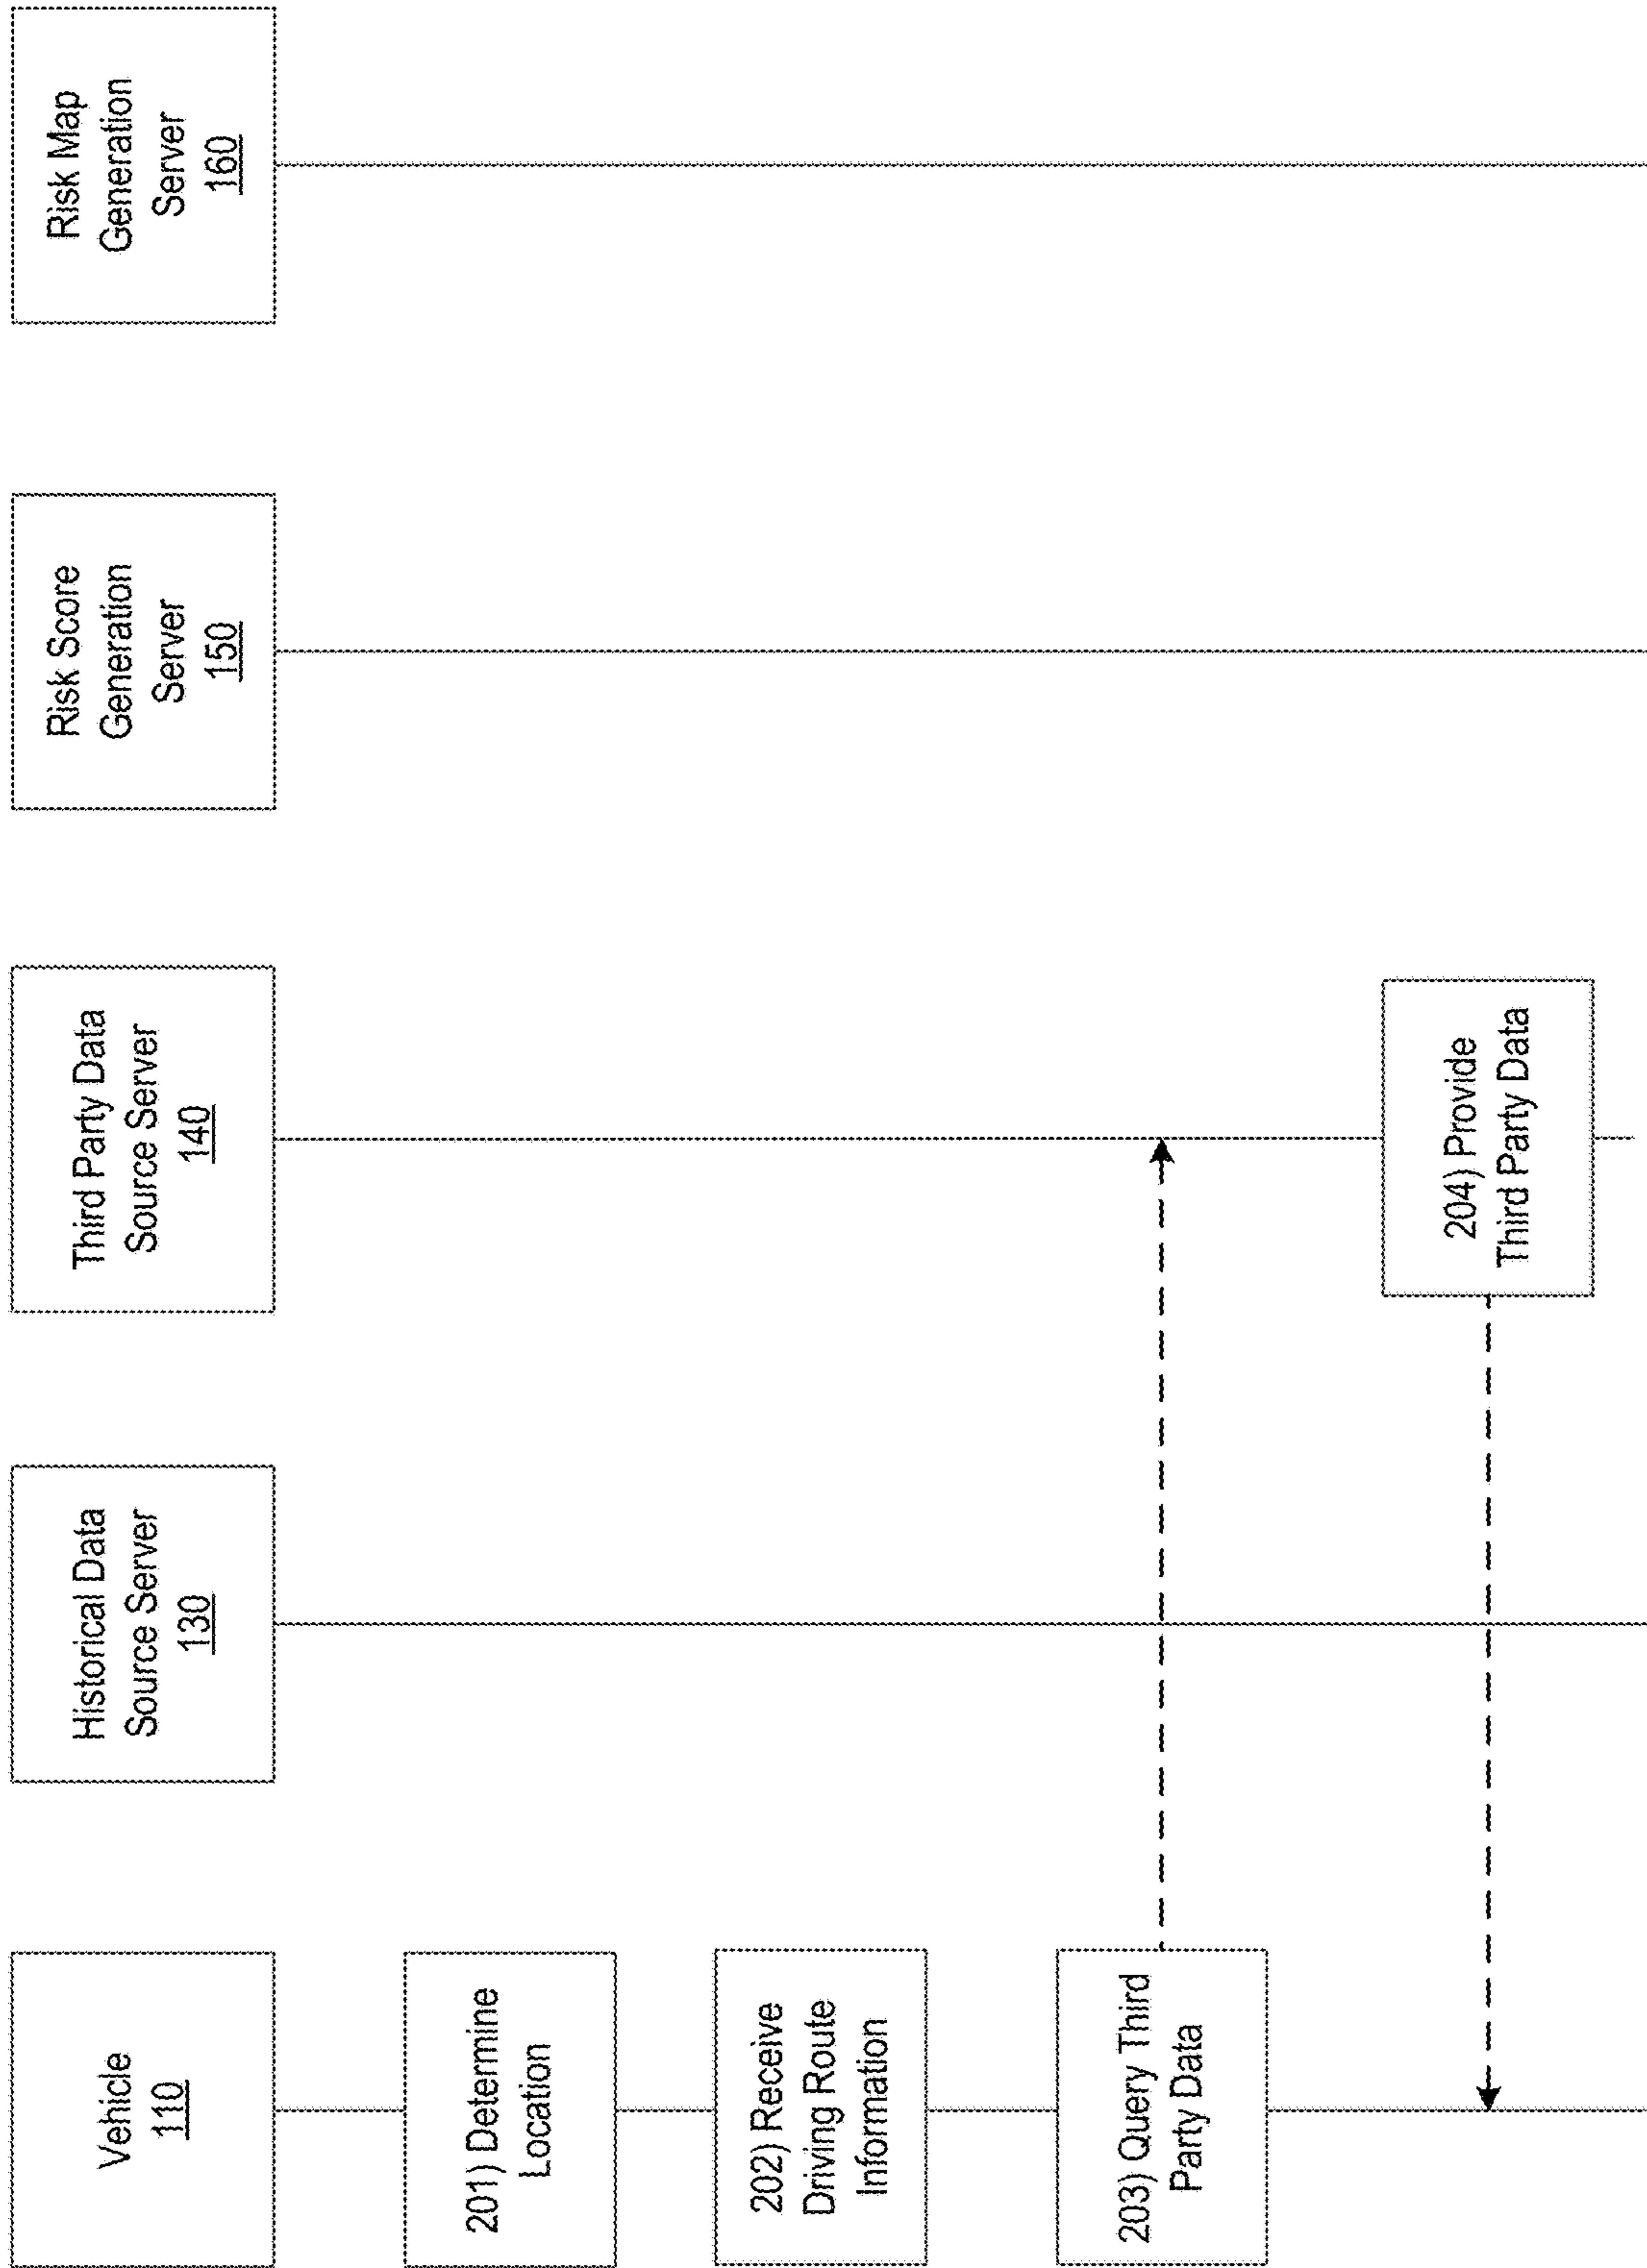 Vehicle
110
Historical Data
Source Server
130
Third Party Data
Source Server
140
Risk Score
Generation
Server
150
Risk Map
Generation
Server
160
201) Determine
Location
202) Receive
Driving Route
Information
203) Query Third
Party Data
204) Provide
Third Party Data